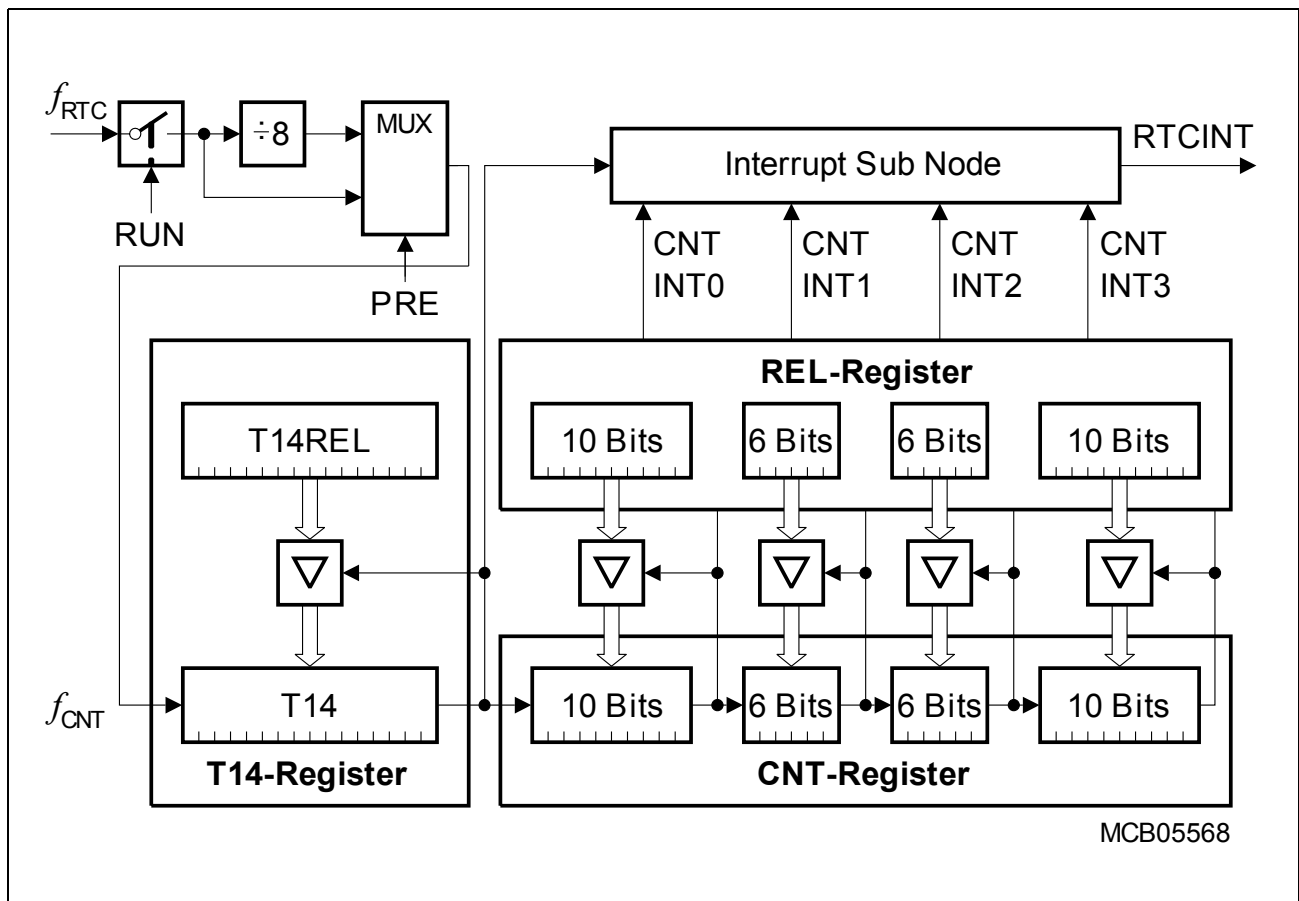 fRTC
÷8
MUX
RUN
PRE
Interrupt Sub Node
RTCINT
CNT INT0
CNT INT1
CNT INT2
CNT INT3
REL-Register
T14REL
10 Bits
6 Bits
6 Bits
10 Bits
fCNT
T14
10 Bits
6 Bits
6 Bits
10 Bits
T14-Register
CNT-Register
MCB05568